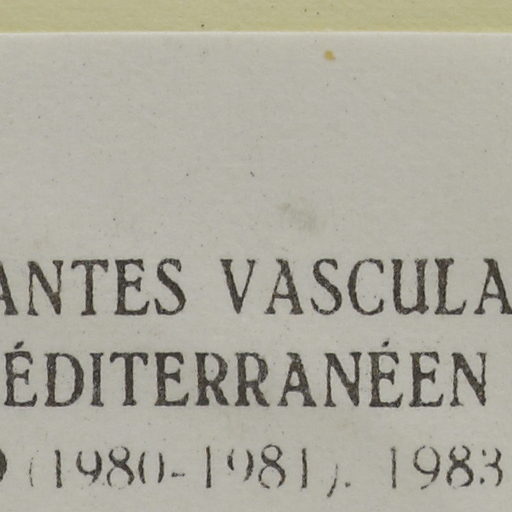 ANTES VASCULA
ÉDITERRANÉEN
(1980-1981). 1983